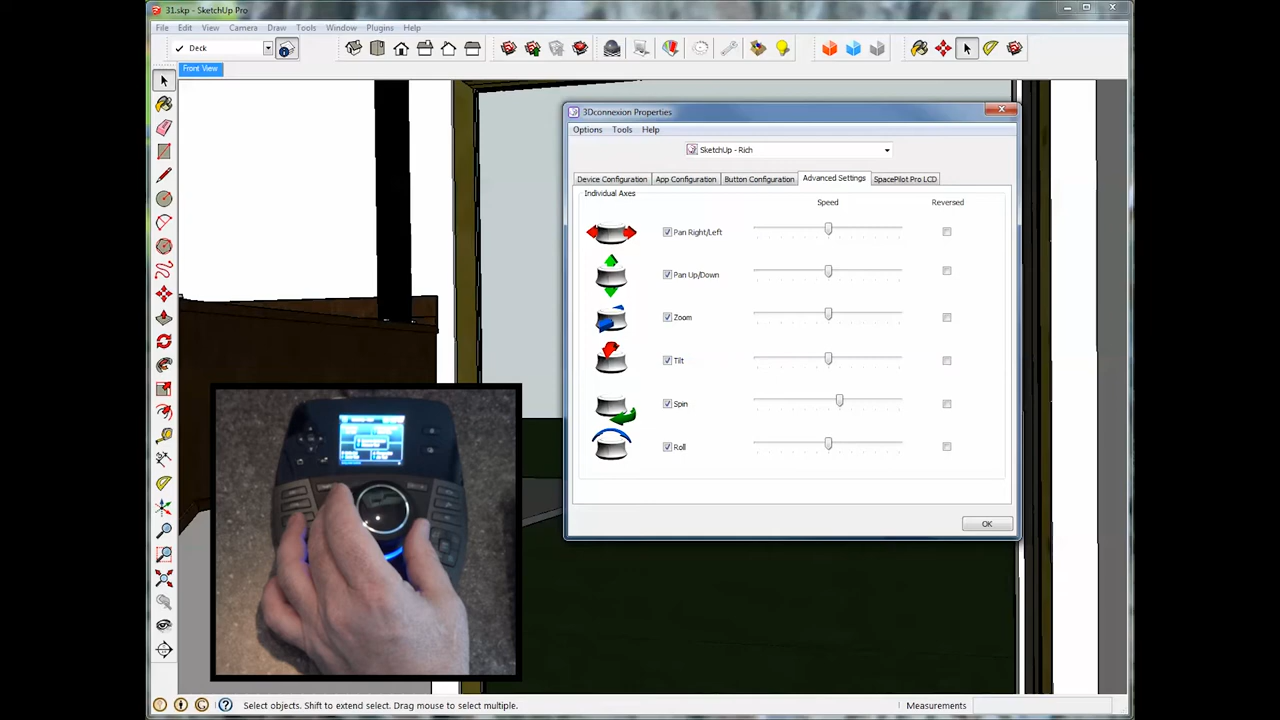 31.skp - SketchUp Pro
File Edit View Camera Draw Tools Window Plugins Help
Deck
Front View
3Dconnexion Properties
Options Tools Help
SketchUp - Rich
Device Configuration App Configuration Button Configuration Advanced Settings SpacePilot Pro LCD
Individual Axes
Speed Reversed
Pan Right/Left
Pan Up/Down
Zoom
Tilt
Spin
Roll
OK
Select objects. Shift to extend select. Drag mouse to select multiple.
Measurements